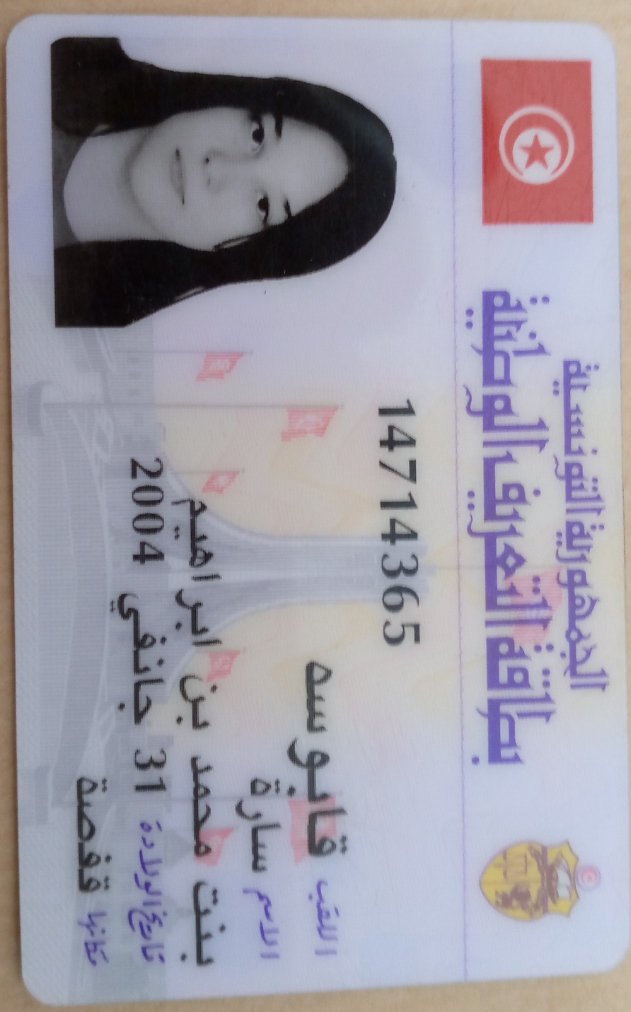 الجمهورية التونسية
بطاقة التعريف الوطنية
14714365
اللقب قانوسه
الاسم سارة
بنت محمد بن ابراهيم
تاريخ الولادة 31 جانفي 2004
مكانها قفصة